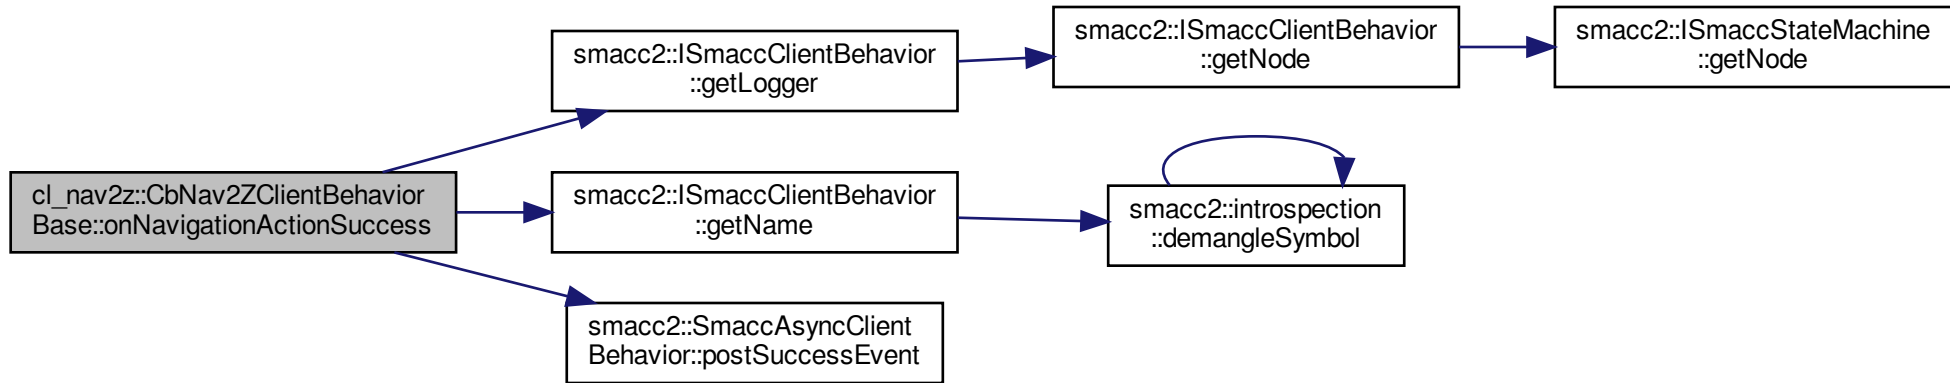 cl_nav2z::CbNav2ZClientBehavior
Base::onNavigationActionSuccess
smacc2::ISmaccClientBehavior
::getLogger
smacc2::ISmaccClientBehavior
::getNode
smacc2::ISmaccStateMachine
::getNode
smacc2::ISmaccClientBehavior
::getName
smacc2::introspection
::demangleSymbol
smacc2::SmaccAsyncClient
Behavior::postSuccessEvent